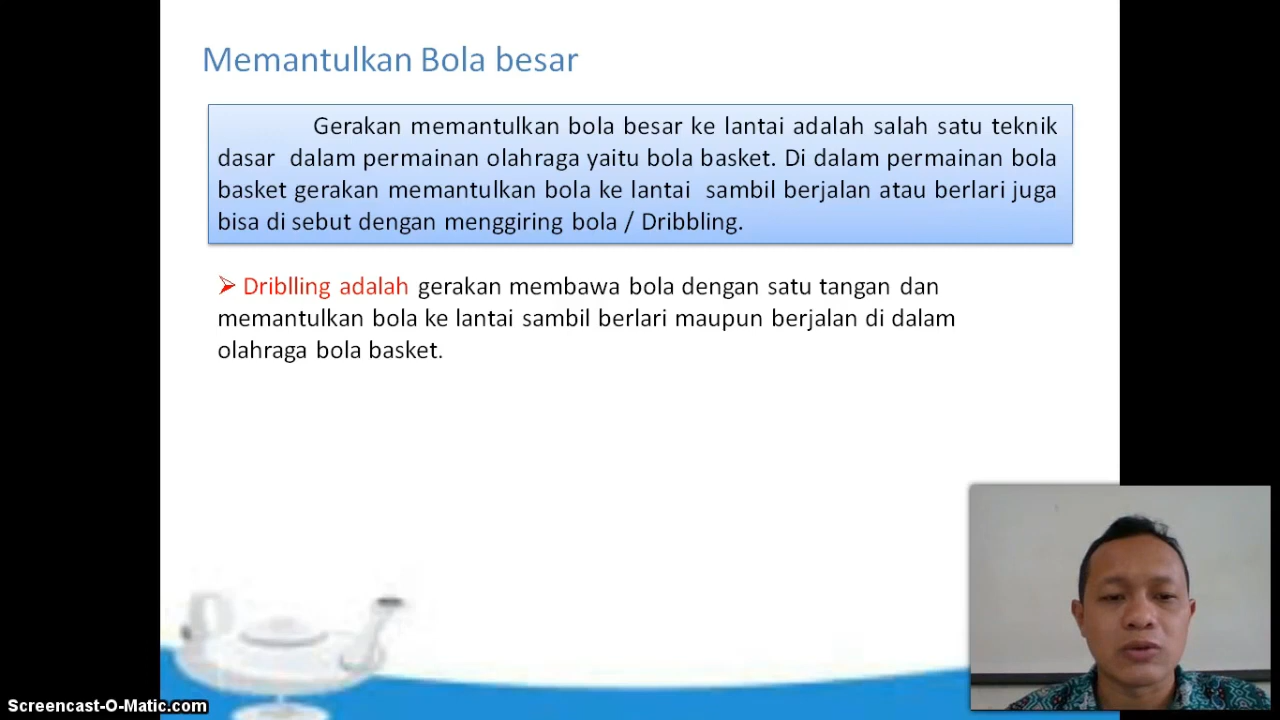 Memantulkan Bola besar
Gerakan memantulkan bola besar ke lantai adalah salah satu teknik
dasar dalam permainan olahraga yaitu bola basket. Di dalam permainan bola
basket gerakan memantulkan bola ke lantai sambil berjalan atau berlari juga
bisa di sebut dengan menggiring bola / Dribbling.
➢ Driblling adalah gerakan membawa bola dengan satu tangan dan
memantulkan bola ke lantai sambil berlari maupun berjalan di dalam
olahraga bola basket.
Screencast-O-Matic.com